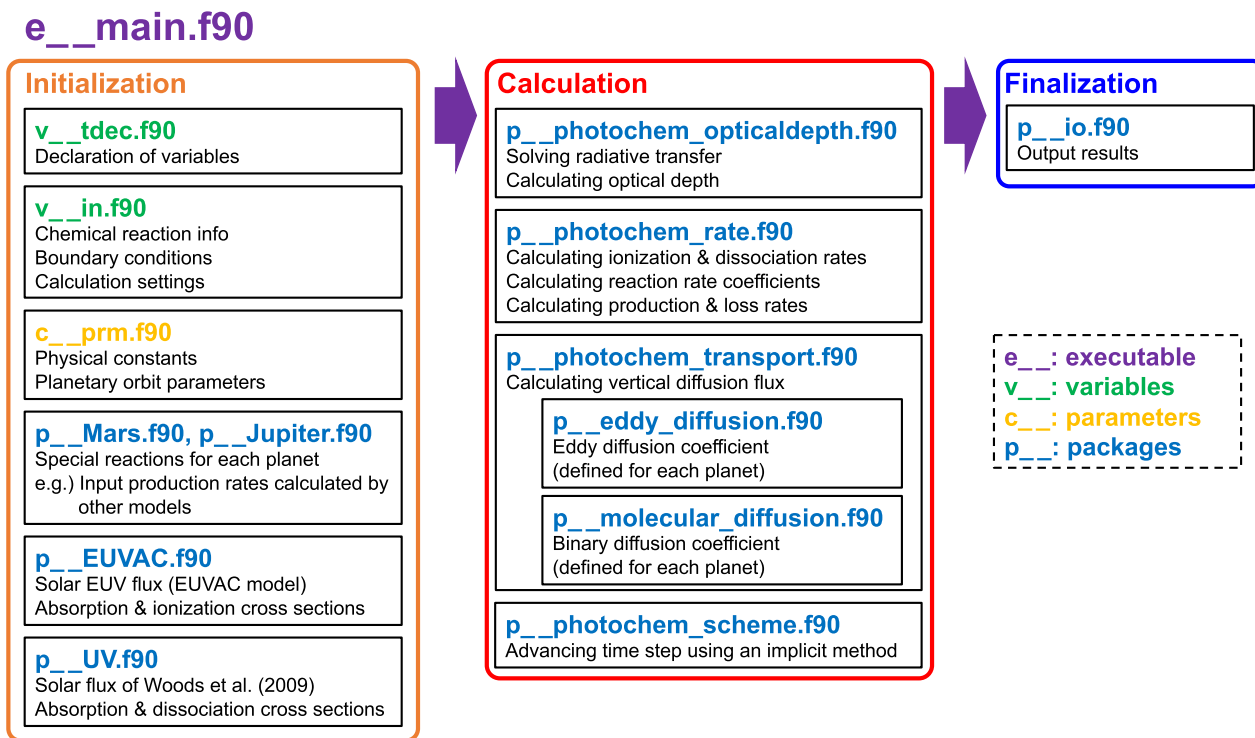 e__main.f90
Initialization
v__tdec.f90
Declaration of variables
v__in.f90
Chemical reaction info
Boundary conditions
Calculation settings
c__prm.f90
Physical constants
Planetary orbit parameters
p__Mars.f90, p__Jupiter.f90
Special reactions for each planet
e.g.) Input production rates calculated by
other models
p__EUVAC.f90
Solar EUV flux (EUVAC model)
Absorption & ionization cross sections
p__UV.f90
Solar flux of Woods et al. (2009)
Absorption & dissociation cross sections
Calculation
p__photochem_opticaldepth.f90
Solving radiative transfer
Calculating optical depth
p__photochem_rate.f90
Calculating ionization & dissociation rates
Calculating reaction rate coefficients
Calculating production & loss rates
p__photochem_transport.f90
Calculating vertical diffusion flux
p__eddy_diffusion.f90
Eddy diffusion coefficient
(defined for each planet)
p__molecular_diffusion.f90
Binary diffusion coefficient
(defined for each planet)
p__photochem_scheme.f90
Advancing time step using an implicit method
Finalization
p__io.f90
Output results
e__: executable
v__: variables
c__: parameters
p__: packages